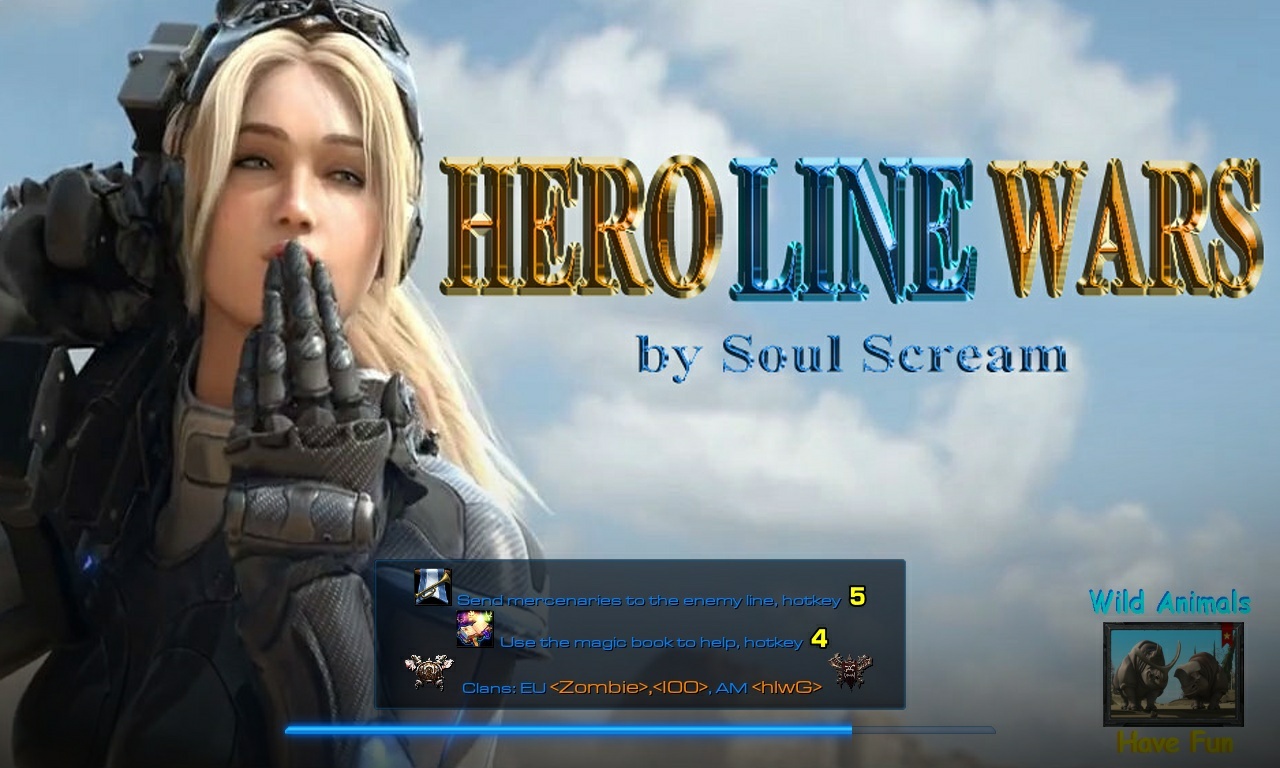 HERO LINE WARS
by Soul Scream
Send mercenaries to the enemy line, hotkey 5
Use the magic book to help, hotkey 4
Clans: EU <Zombie>,<IOO>, AM <hlwG>
Wild Animals
Have Fun